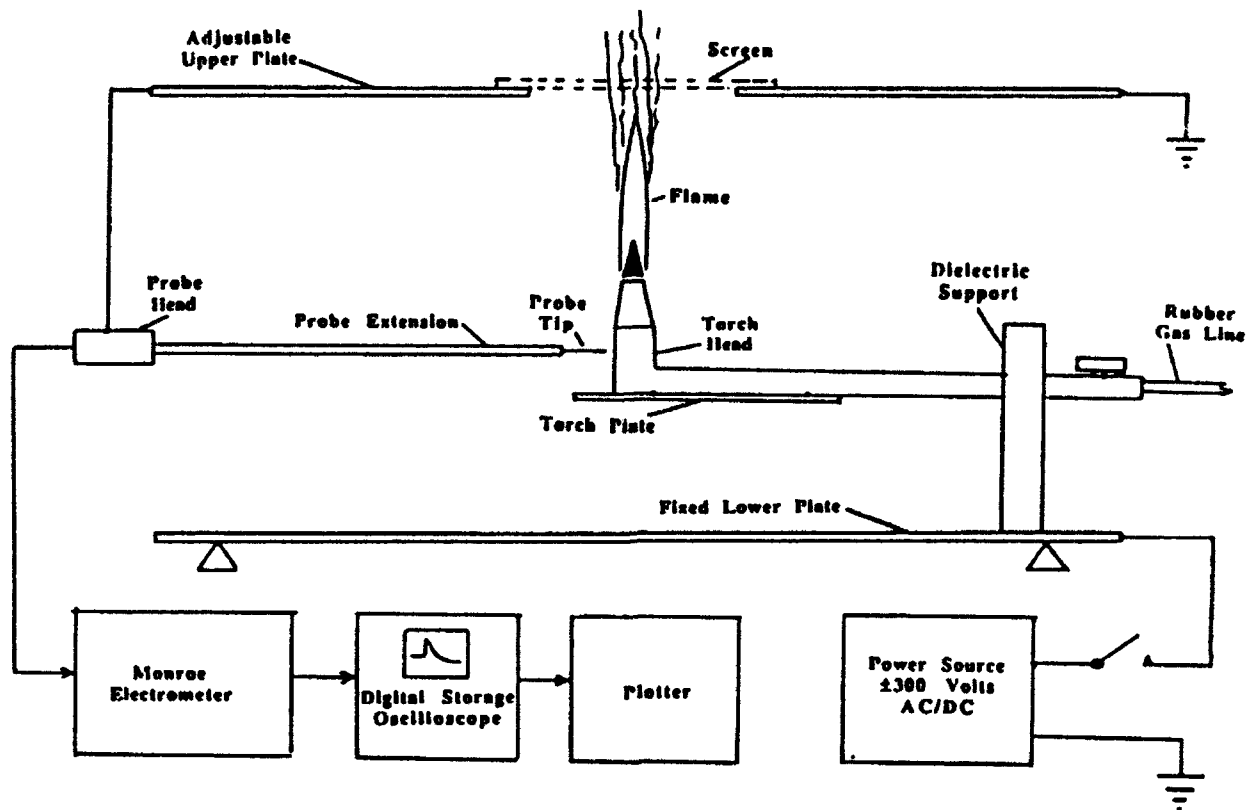 Adjustable
Upper Plate
Screen
Flame
Probe
Head
Probe Extension
Probe
Tip
Torch
Head
Dielectric
Support
Rubber
Gas Line
Torch Plate
Fixed Lower Plate
Monroe
Electrometer
Digital Storage
Oscilloscope
Plotter
Power Source
±300 Volts
AC/DC